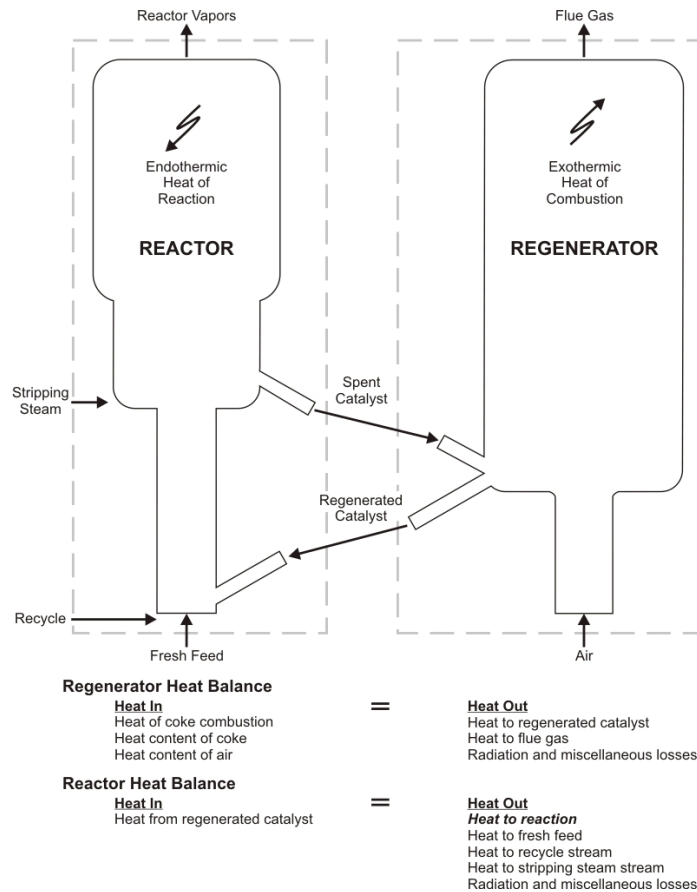 Reactor Vapors
Flue Gas
Endothermic
Heat of
Reaction
Exothermic
Heat of
Combustion
REACTOR
REGENERATOR
Stripping
Steam
Spent
Catalyst
Regenerated
Catalyst
Recycle
Fresh Feed
Air
Regenerator Heat Balance
Heat In
=
Heat Out
Heat of coke combustion
Heat to regenerated catalyst
Heat content of coke
Heat to flue gas
Heat content of air
Radiation and miscellaneous losses
Reactor Heat Balance
Heat In
=
Heat Out
Heat from regenerated catalyst
Heat to reaction
Heat to fresh feed
Heat to recycle stream
Heat to stripping steam stream
Radiation and miscellaneous losses